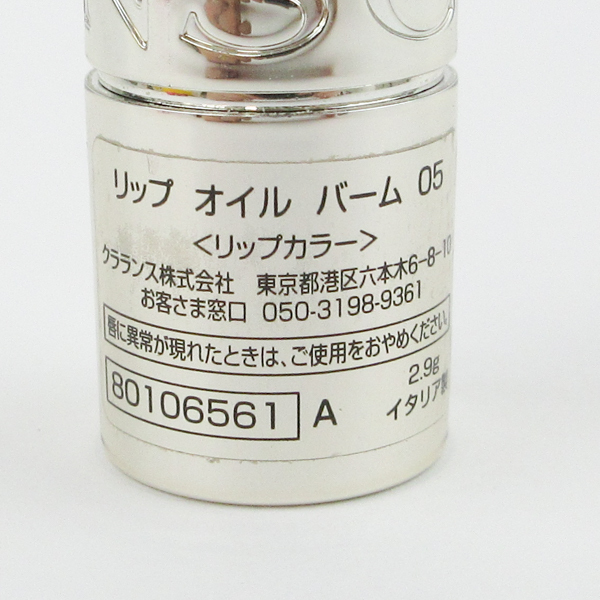 リップ オイル バーム 05
<リップカラー>
クラランス株式会社 東京都港区六本木6-8-10
お客さま窓口 050-3198-9361
唇に異常が現れたときは、ご使用をおやめください。
80106561 A
2.9g
イタリア製